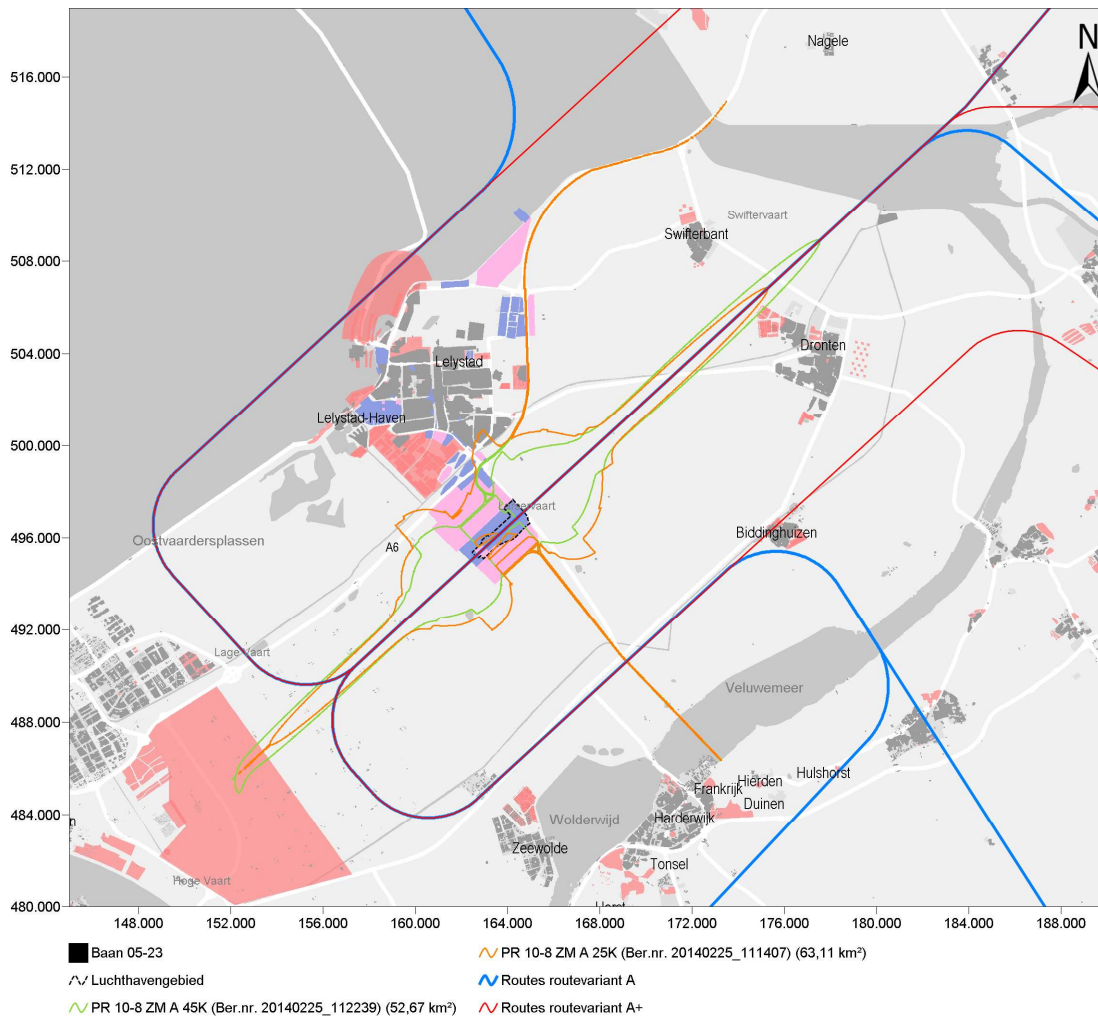 N
Nagele
516.000
512.000
Swiftervaart
Swifterbant
508.000
504.000
Dronten
Lelystad
Lelystad-Haven
500.000
Biddinghuizen
Oostvaardersplassen
A6
496.000
492.000
Lage Vaart
Veluwemeer
488.000
Hulshorst
Hierden
Frankrijk
Duinen
484.000
Wolderwijd
Harderwijk
Zeewolde
Tonsel
Hoge Vaart
480.000
148.000 152.000 156.000 160.000 164.000 168.000 172.000 176.000 180.000 184.000 188.000
Baan 05-23
Luchthavengebied
PR 10-8 ZM A 45K (Ber.nr. 20140225_112239) (52,67 km²)
PR 10-8 ZM A 25K (Ber.nr. 20140225_111407) (63,11 km²)
Routes routevariant A
Routes routevariant A+